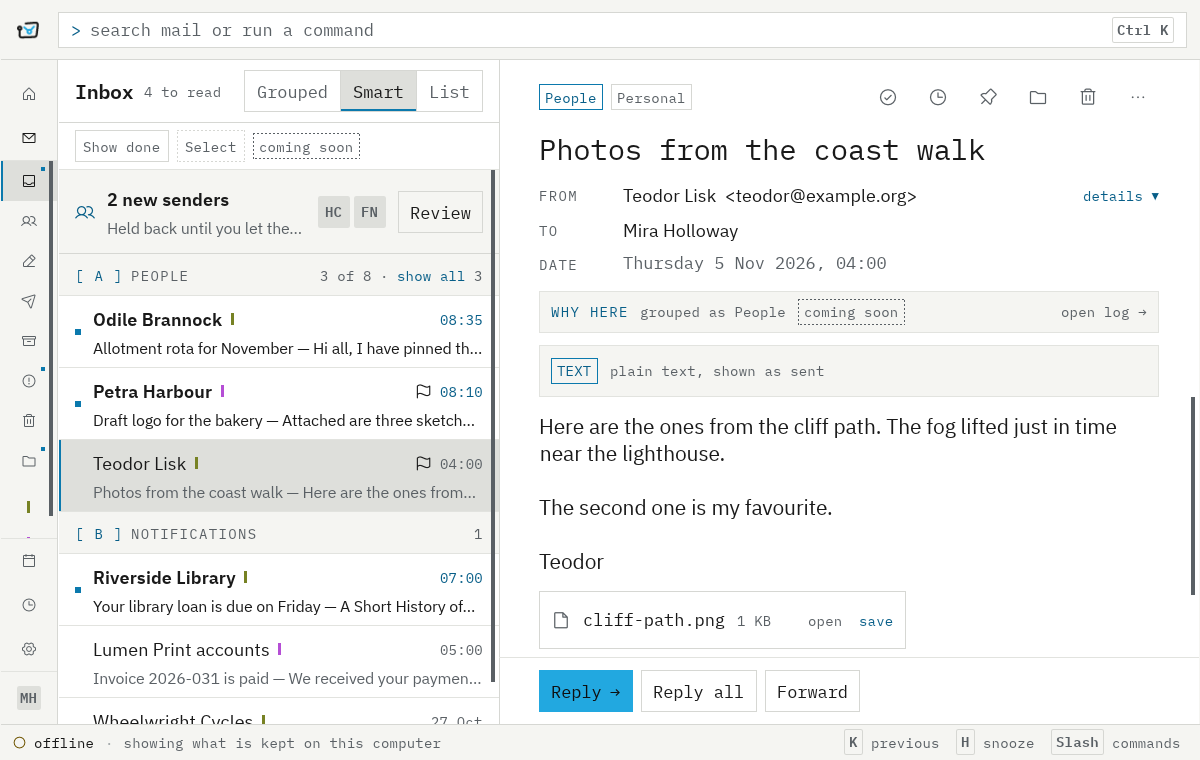 > search mail or run a command Ctrl K
Inbox 4 to read Grouped Smart List
Show done Select coming soon
2 new senders
Held back until you let the... HC FN Review
[ A ] PEOPLE 3 of 8 · show all 3
Odile Brannock 08:35
Allotment rota for November — Hi all, I have pinned th...
Petra Harbour 08:10
Draft logo for the bakery — Attached are three sketch...
Teodor Lisk 04:00
Photos from the coast walk — Here are the ones from...
[ B ] NOTIFICATIONS 1
Riverside Library 07:00
Your library loan is due on Friday — A Short History of...
Lumen Print accounts 05:00
Invoice 2026-031 is paid — We received your paymen...
Wheelwright Cycles 27 Oct
MH
People Personal ...
Photos from the coast walk
FROM Teodor Lisk <teodor@example.org> details ▼
TO Mira Holloway
DATE Thursday 5 Nov 2026, 04:00
WHY HERE grouped as People coming soon open log →
TEXT plain text, shown as sent
Here are the ones from the cliff path. The fog lifted just in time
near the lighthouse.
The second one is my favourite.
Teodor
cliff-path.png 1 KB open save
Reply → Reply all Forward
offline · showing what is kept on this computer K previous H snooze Slash commands